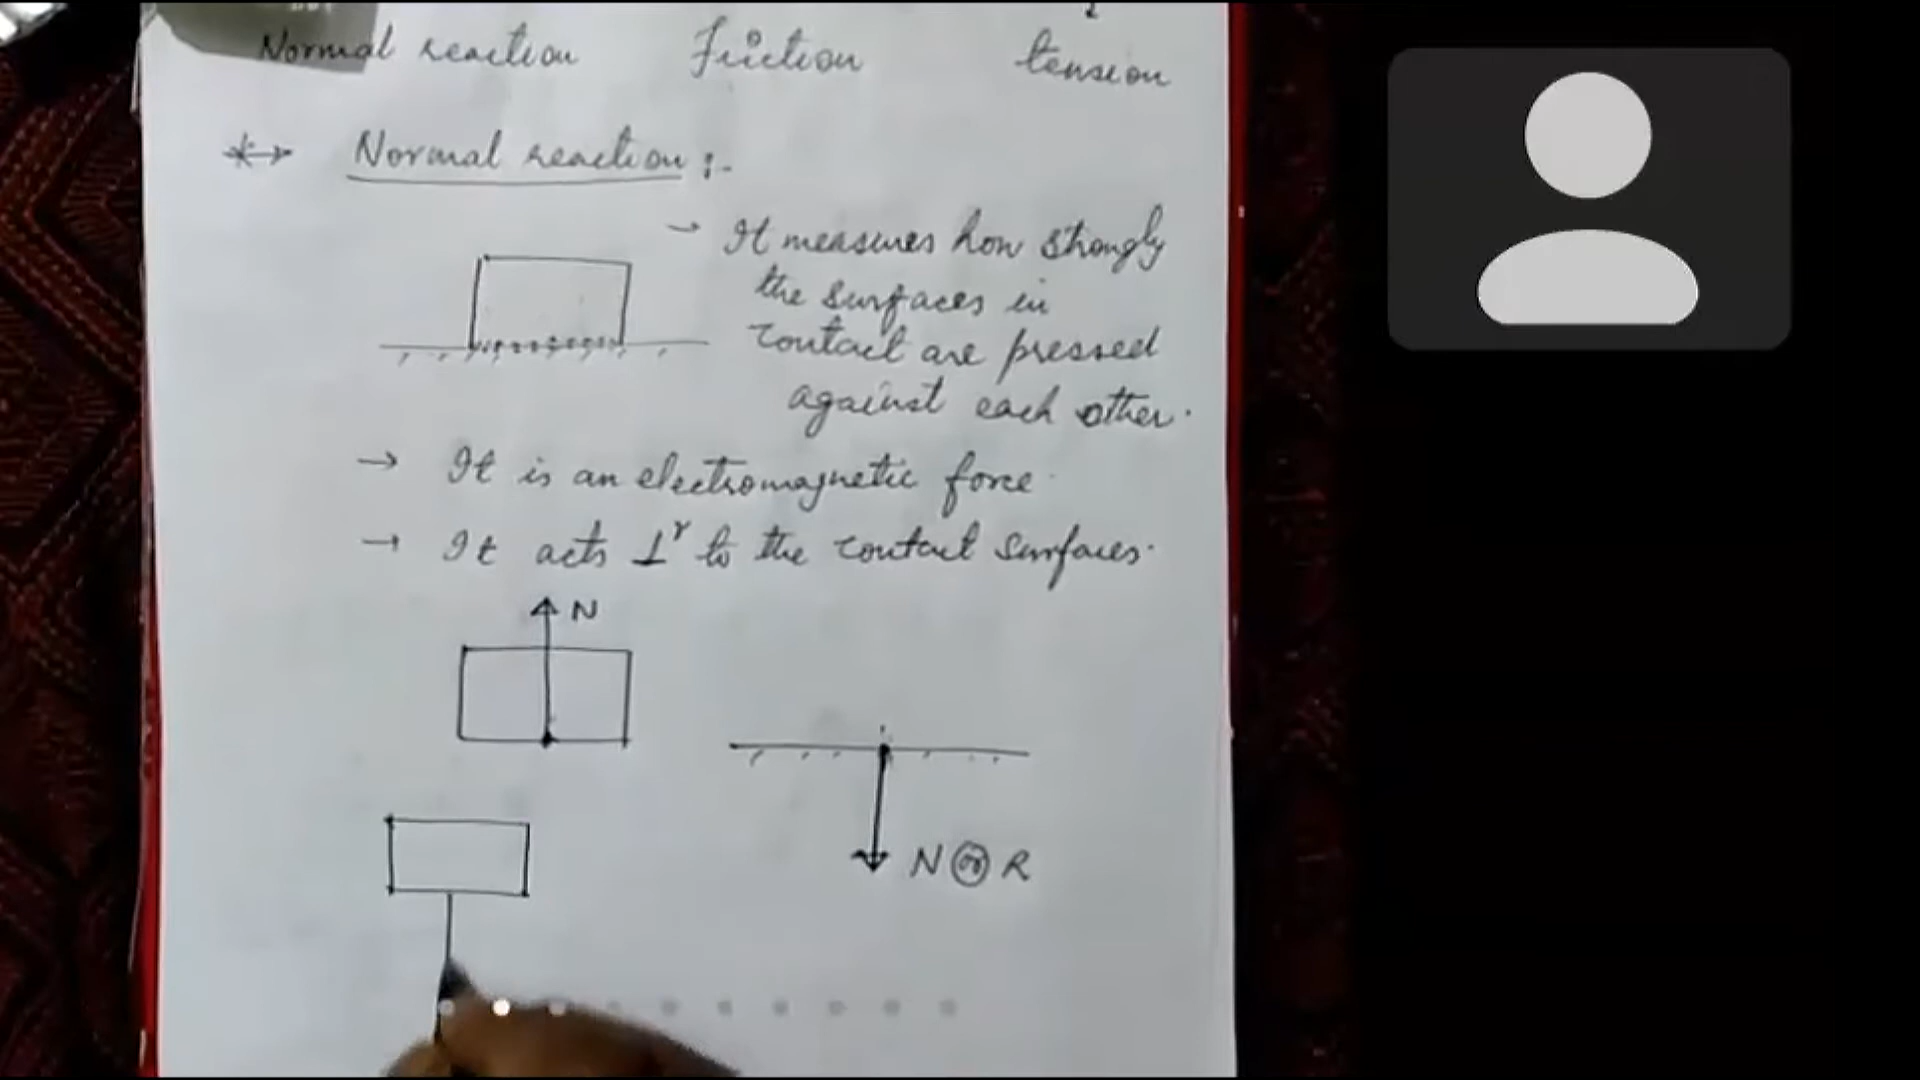 Normal reaction Friction tension
Normal reaction :-
→ It measures how strongly
the surfaces in
contact are pressed
against each other.
→ It is an electromagnetic force.
→ It acts ⊥r to the contact surfaces.
N
N or R